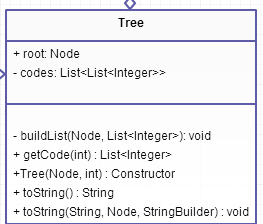 Tree
+ root: Node
- codes: List<List<Integer>>
- buildList(Node, List<Integer>): void
+ getCode(int) : List<Integer>
+Tree(Node, int) : Constructor
+ toString() : String
+ toString(String, Node, StringBuilder) : void